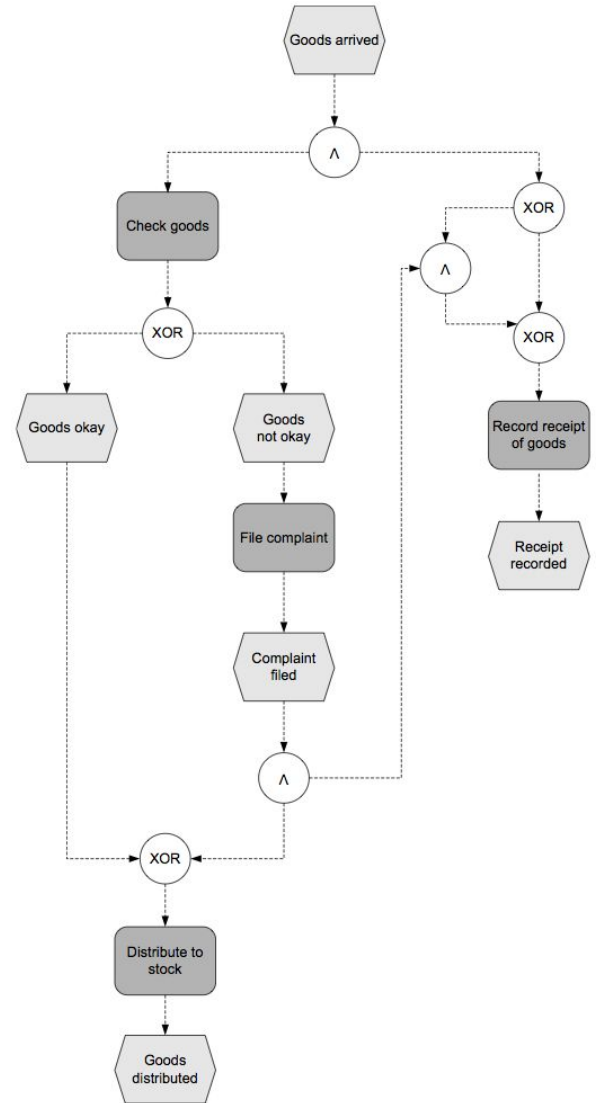 Goods arrived
Λ
Check goods
XOR
Λ
XOR
XOR
Goods okay
Goods
not okay
Record receipt
of goods
File complaint
Receipt
recorded
Complaint
filed
Λ
XOR
Distribute to
stock
Goods
distributed